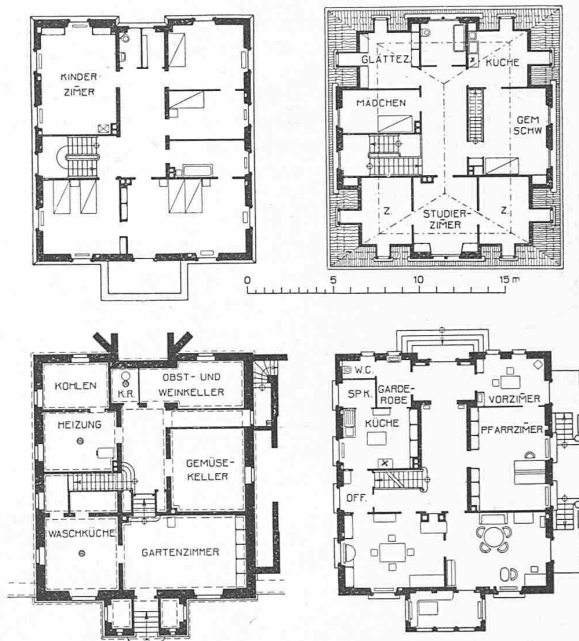 KINDER-
ZIMER
GLÄTTEZ.
KÜCHE
MÄDCHEN
GEM
SCHW.
Z.
STUDIER-
ZIMER
Z.
0 5 10 15 m
KOHLEN
K.R.
OBST- UND
WEINKELLER
HEIZUNG
GEMÜSE-
KELLER
WASCHKÜCHE
GARTENZIMMER
W.C.
SP.K.
GARDE-
ROBE
VORZIMER
KÜCHE
PFARRZIMER
OFF.